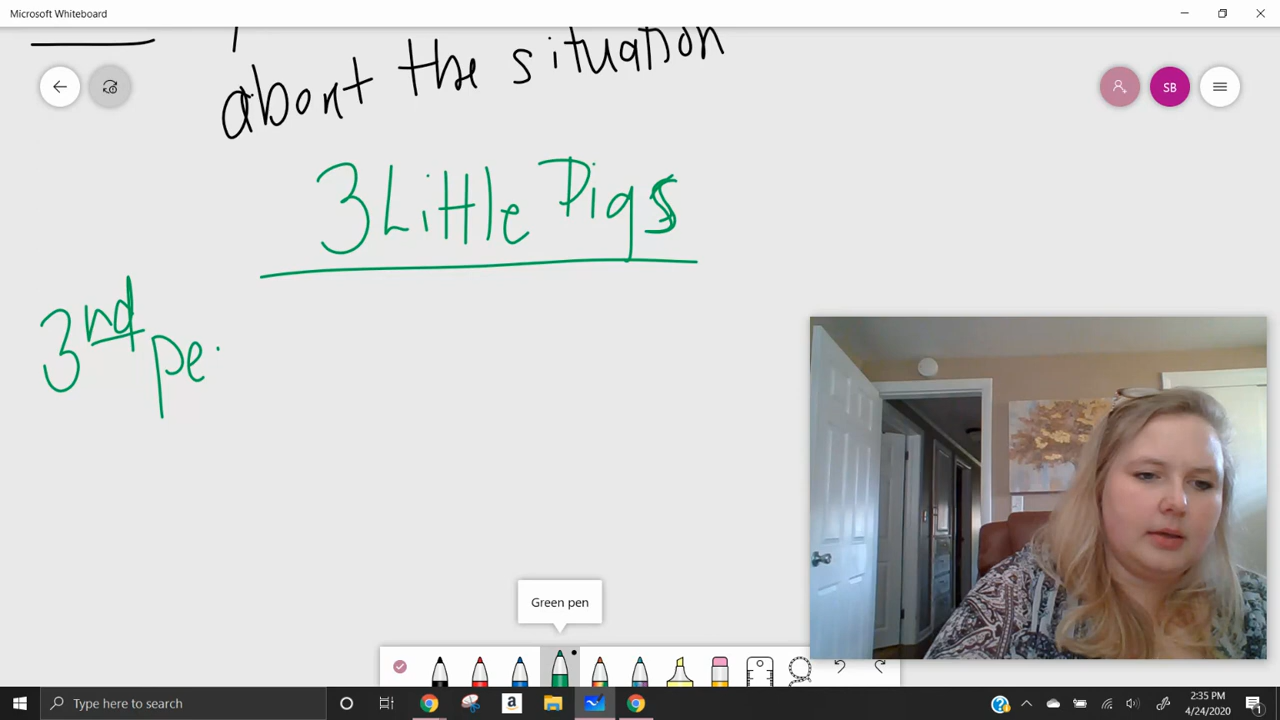 Microsoft Whiteboard
about the situation
SB
3 Little Pigs
3nd pe
Green pen
Type here to search
2:35 PM
4/24/2020